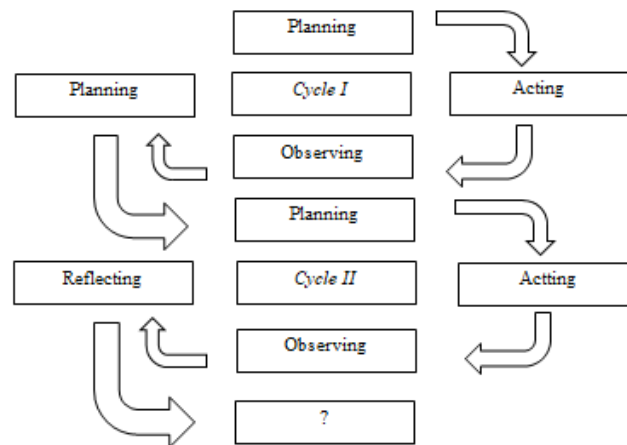 Planning
Planning
Cycle I
Acting
Observing
Planning
Reflecting
Cycle II
Actting
Observing
?